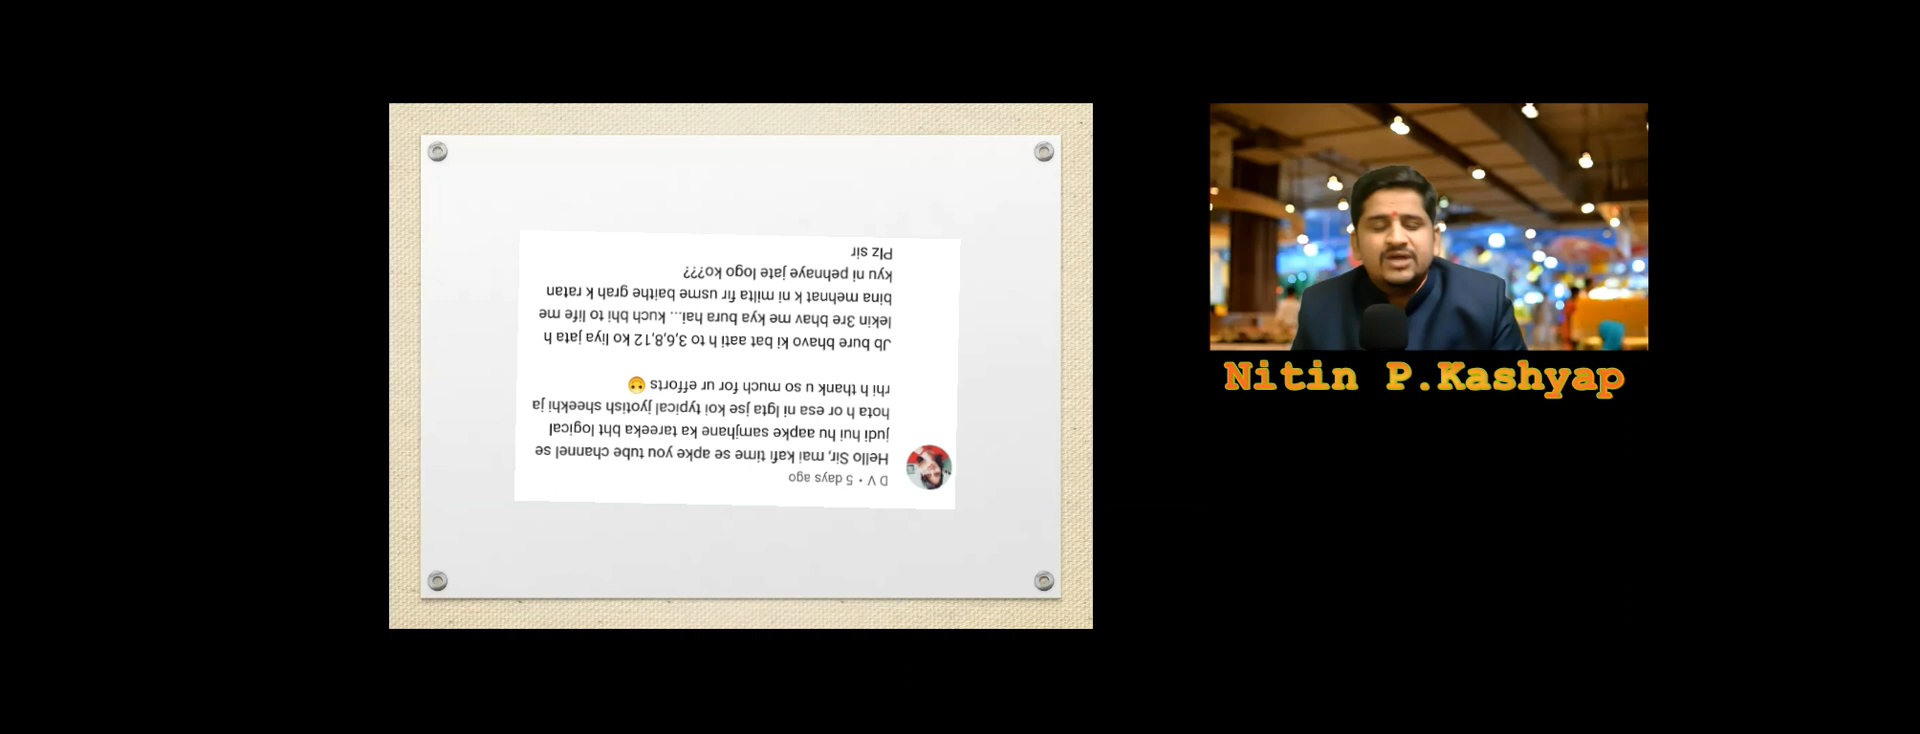 D V • 5 days ago
Hello Sir, mai kafi time se apke you tube channel se
judi hui hu aapke samjhane ka tareeka bht logical
hota h or esa ni lgta jse koi typical jyotish sheekhi ja
rhi h thank u so much for ur efforts 🙃
Jb bure bhavo ki bat aati h to 3,6,8,12 ko liya jata h
lekin 3re bhav me kya bura hai... kuch bhi to life me
bina mehnat k ni milta fir usme baithe grah k ratan
kyu ni pehnaye jate logo ko???
Plz sir
Nitin P.Kashyap